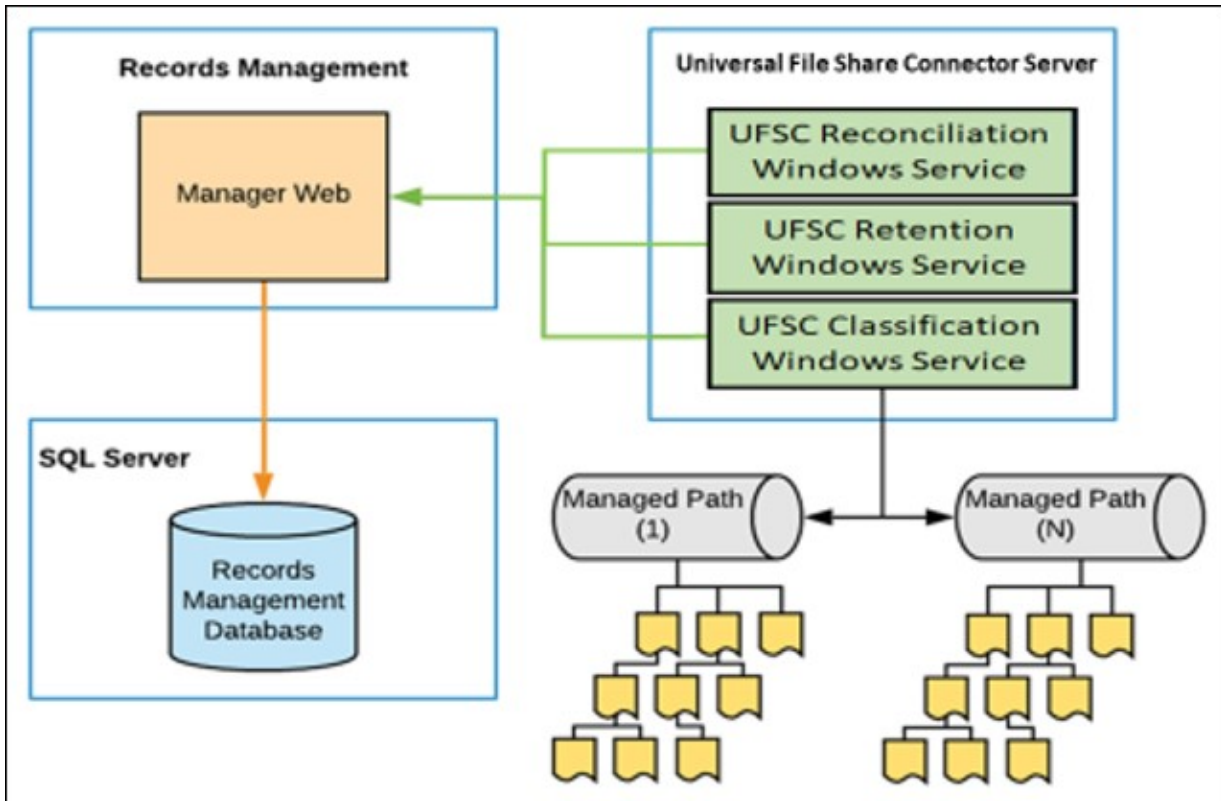 Records Management
Manager Web
Universal File Share Connector Server
UFSC Reconciliation
Windows Service
UFSC Retention
Windows Service
UFSC Classification
Windows Service
SQL Server
Records
Management
Database
Managed Path
(1)
Managed Path
(N)